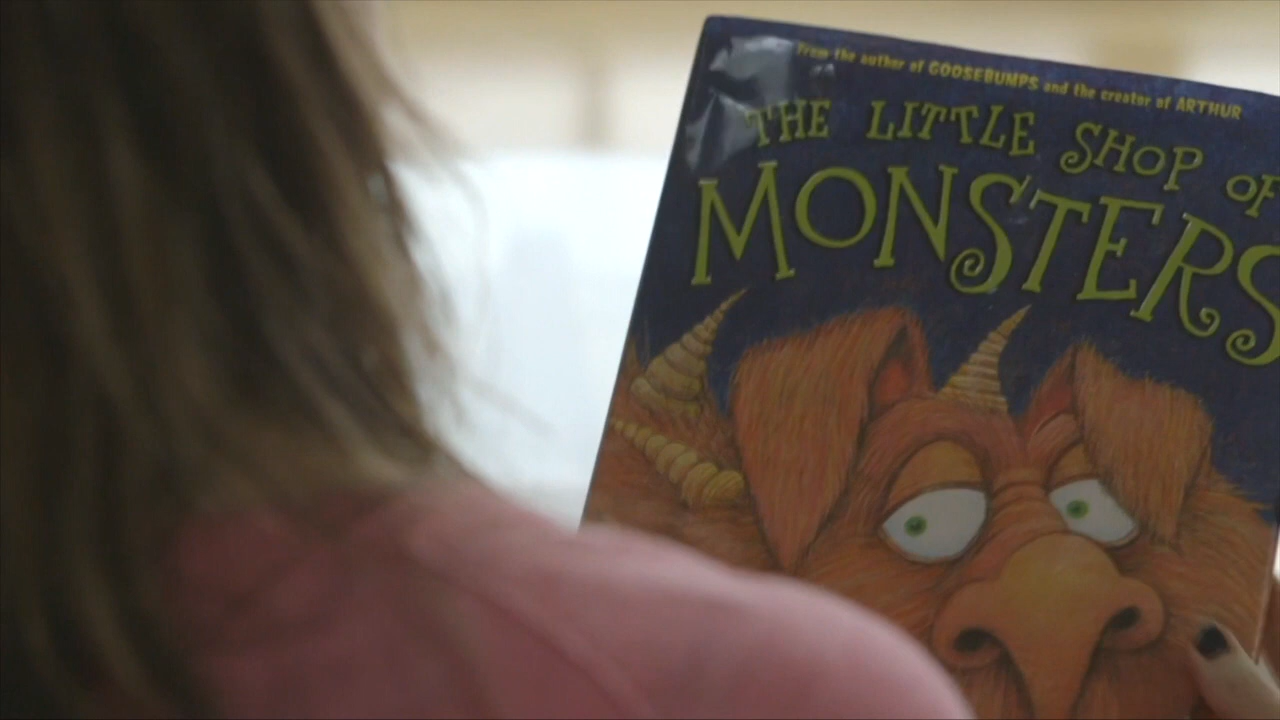 From the author of GOOSEBUMPS and the creator of ARTHUR
THE LITTLE SHOP OF
MONSTERS